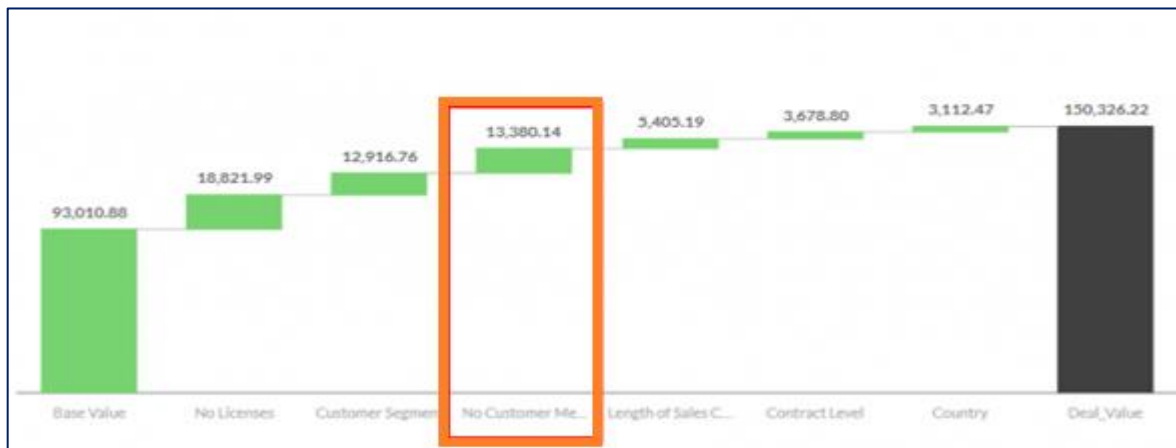 13,380.14
5,405.19
3,678.80
3,112.47
150,326.22
12,916.76
18,821.99
93,010.88
Base Value
No Licenses
Customer Segmen
No Customer Me...
Length of Sales C...
Contract Level
Country
Deal_Value